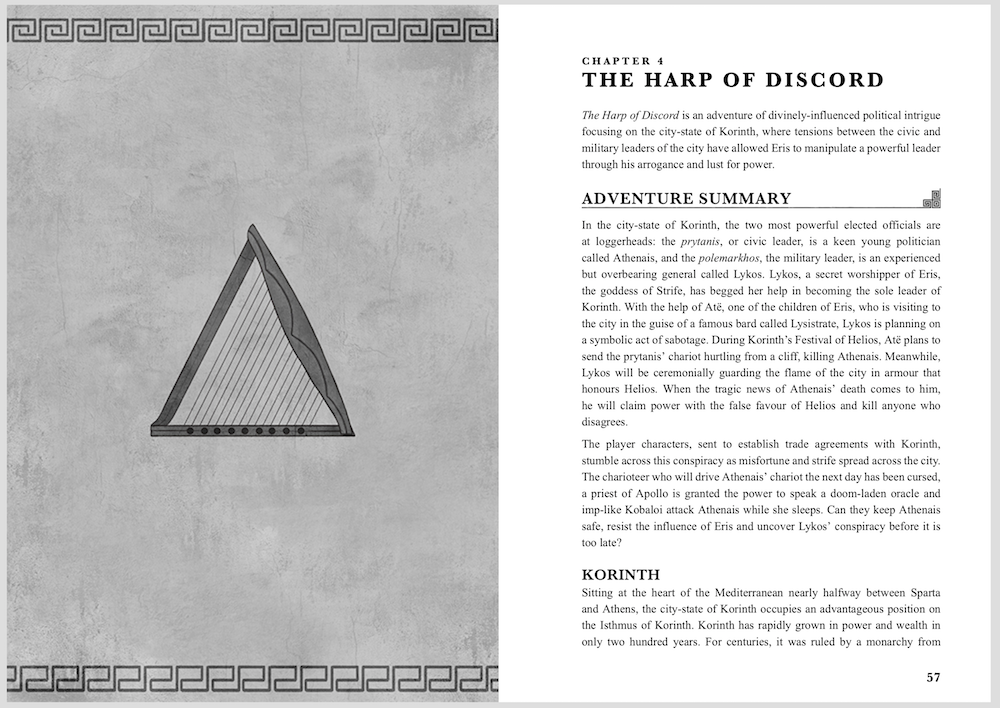 CHAPTER 4
THE HARP OF DISCORD
The Harp of Discord is an adventure of divinely-influenced political intrigue
focusing on the city-state of Korinth, where tensions between the civic and
military leaders of the city have allowed Eris to manipulate a powerful leader
through his arrogance and lust for power.
ADVENTURE SUMMARY
In the city-state of Korinth, the two most powerful elected officials are
at loggerheads: the prytanis, or civic leader, is a keen young politician
called Athenais, and the polemarkhos, the military leader, is an experienced
but overbearing general called Lykos. Lykos, a secret worshipper of Eris,
the goddess of Strife, has begged her help in becoming the sole leader of
Korinth. With the help of Atë, one of the children of Eris, who is visiting to
the city in the guise of a famous bard called Lysistrate, Lykos is planning on
a symbolic act of sabotage. During Korinth’s Festival of Helios, Atë plans to
send the prytanis’ chariot hurtling from a cliff, killing Athenais. Meanwhile,
Lykos will be ceremonially guarding the flame of the city in armour that
honours Helios. When the tragic news of Athenais’ death comes to him,
he will claim power with the false favour of Helios and kill anyone who
disagrees.
The player characters, sent to establish trade agreements with Korinth,
stumble across this conspiracy as misfortune and strife spread across the city.
The charioteer who will drive Athenais’ chariot the next day has been cursed,
a priest of Apollo is granted the power to speak a doom-laden oracle and
imp-like Kobaloi attack Athenais while she sleeps. Can they keep Athenais
safe, resist the influence of Eris and uncover Lykos’ conspiracy before it is
too late?
KORINTH
Sitting at the heart of the Mediterranean nearly halfway between Sparta
and Athens, the city-state of Korinth occupies an advantageous position on
the Isthmus of Korinth. Korinth has rapidly grown in power and wealth in
only two hundred years. For centuries, it was ruled by a monarchy from
57